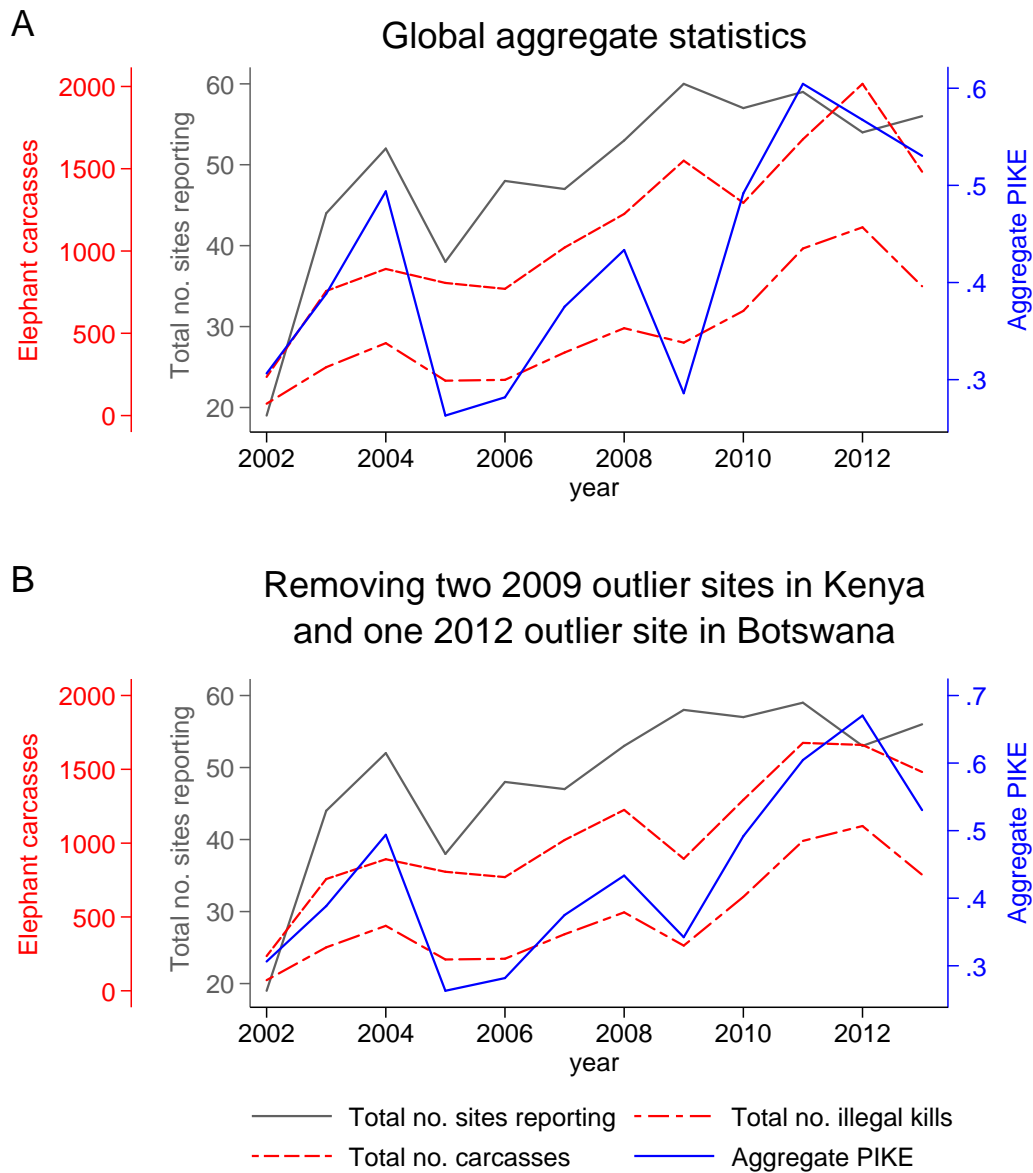 A
Global aggregate statistics
Elephant carcasses
0
500
1000
1500
2000
Total no. sites reporting
20
30
40
50
60
.3
.4
.5
.6
Aggregate PIKE
2002 2004 2006 2008 2010 2012
year
B
Removing two 2009 outlier sites in Kenya
and one 2012 outlier site in Botswana
Elephant carcasses
0
500
1000
1500
2000
Total no. sites reporting
20
30
40
50
60
.3
.4
.5
.6
.7
Aggregate PIKE
2002 2004 2006 2008 2010 2012
year
Total no. sites reporting
Total no. illegal kills
Total no. carcasses
Aggregate PIKE